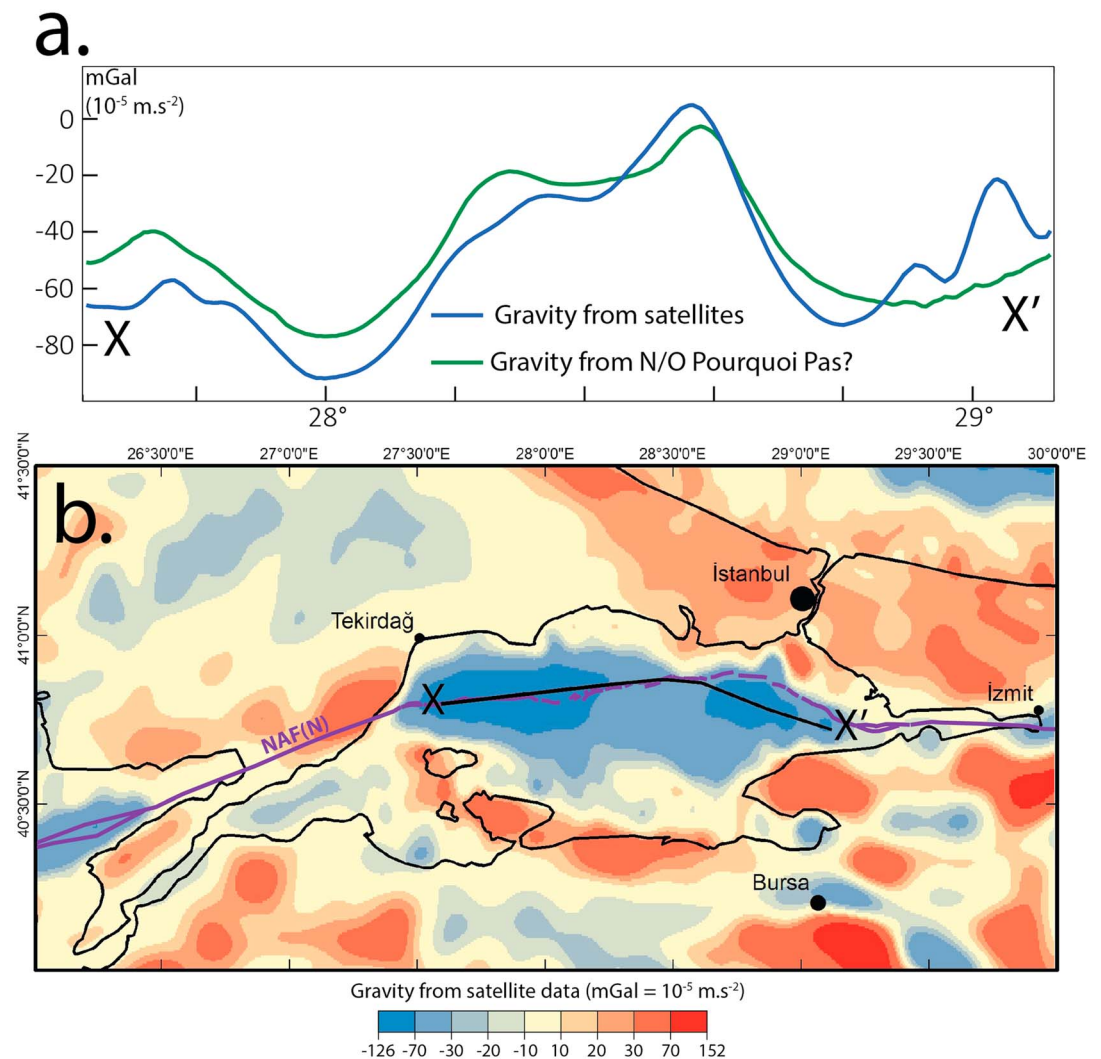 a.
mGal
(10-5 m.s-2)
0
-20
-40
-60
-80
X
X'
Gravity from satellites
Gravity from N/O Pourquoi Pas?
28°
29°
26°30'0"E 27°0'0"E 27°30'0"E 28°0'0"E 28°30'0"E 29°0'0"E 29°30'0"E 30°0'0"E
41°30'0"N
b.
İstanbul
Tekirdağ
41°0'0"N
X
İzmit
X'
NAF(N)
40°30'0"N
Bursa
Gravity from satellite data (mGal = 10-5 m.s-2)
-126 -70 -30 -20 -10 10 20 30 70 152